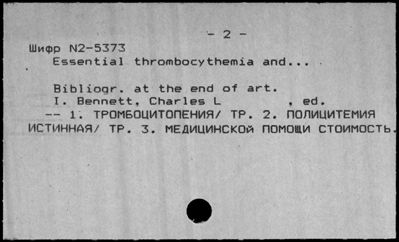 - 2 -
Шифр N2-5373
Essential thrombocythemia and...
Bibliogr. at the end of art.
I. Bennett, Charles L , ed.
-- 1. ТРОМБОЦИТОПЕНИЯ/ ТР. 2. ПОЛИЦИТЕМИЯ
ИСТИННАЯ/ ТР. 3. МЕДИЦИНСКОЙ ПОМОЩИ СТОИМОСТЬ.